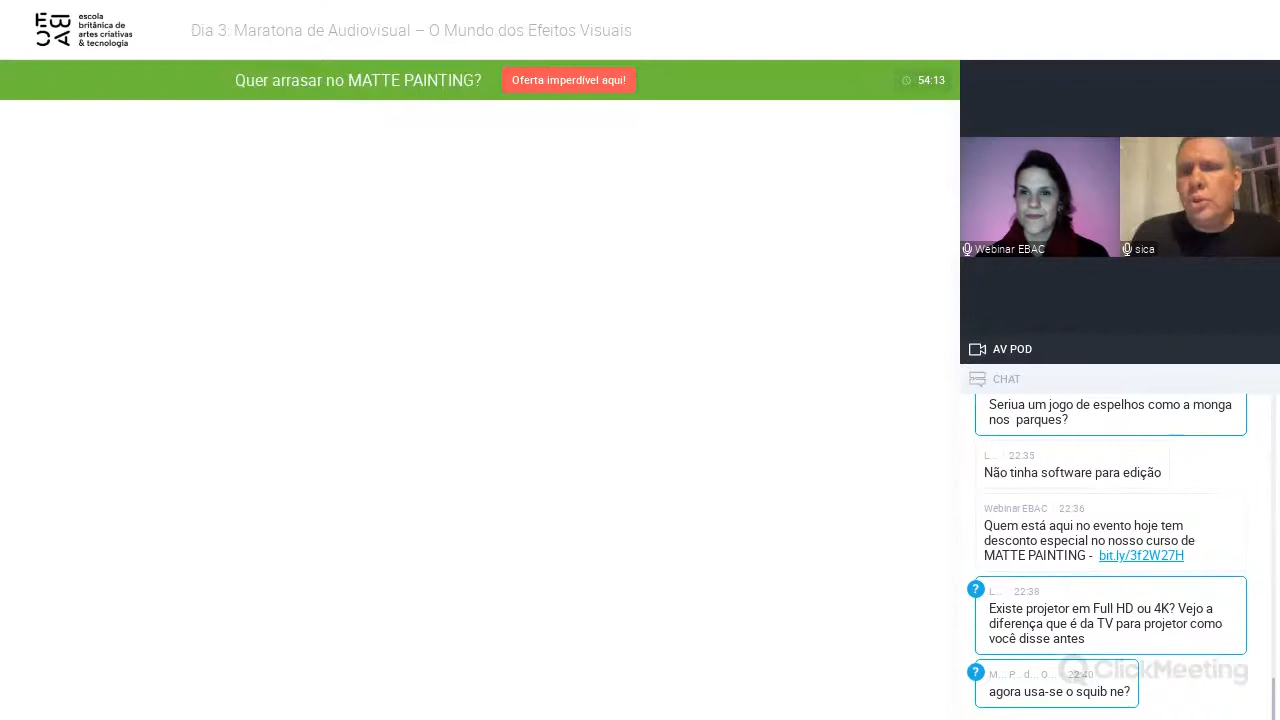 escola
britânica de
artes criativas
& tecnologia
Dia 3: Maratona de Audiovisual – O Mundo dos Efeitos Visuais
Quer arrasar no MATTE PAINTING?
Oferta imperdível aqui!
54:13
Webinar EBAC
sica
AV POD
CHAT
Seriua um jogo de espelhos como a monga
nos parques?
L... 22:35
Não tinha software para edição
Webinar EBAC 22:36
Quem está aqui no evento hoje tem
desconto especial no nosso curso de
MATTE PAINTING - bit.ly/3f2W27H
?
L... 22:38
Existe projetor em Full HD ou 4K? Vejo a
diferença que é da TV para projetor como
você disse antes
ClickMeeting
?
M... P... d... O... 22:40
agora usa-se o squib ne?